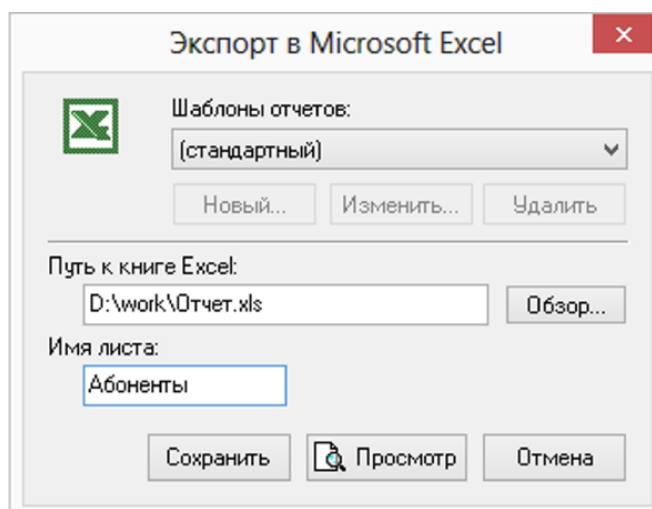 Экспорт в Microsoft Excel
Шаблоны отчетов:
(стандартный)
Новый... Изменить... Удалить
Путь к книге Excel:
D:\work\Отчет.xls Обзор...
Имя листа:
Абоненты
Сохранить Просмотр Отмена